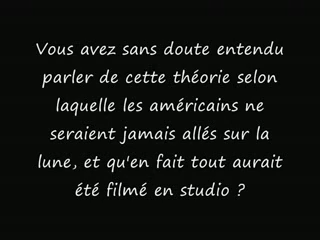 Vous avez sans doute entendu
parler de cette théorie selon
laquelle les américains ne
seraient jamais allés sur la
lune, et qu'en fait tout aurait
été filmé en studio ?